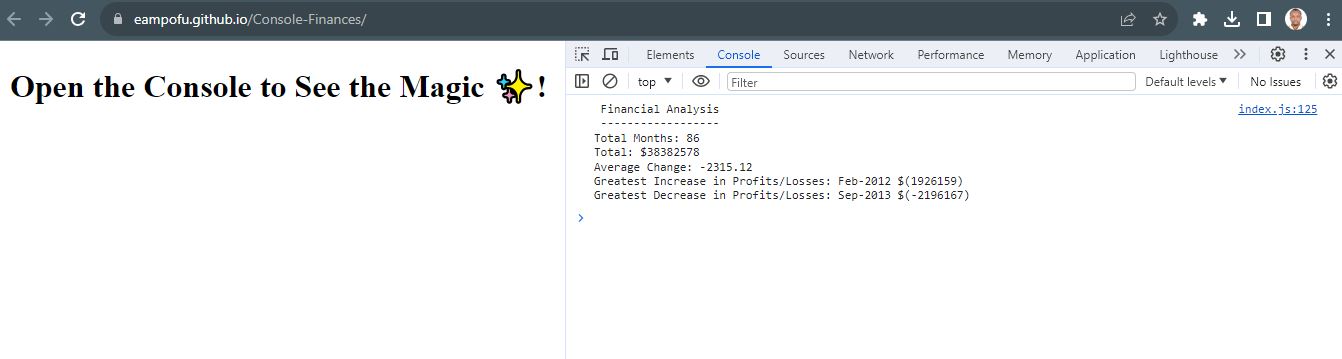 eampofu.github.io/Console-Finances/
Open the Console to See the Magic ✨!
Elements Console Sources Network Performance Memory Application Lighthouse
top Filter Default levels No Issues
Financial Analysis index.js:125
------------------
Total Months: 86
Total: $38382578
Average Change: -2315.12
Greatest Increase in Profits/Losses: Feb-2012 $(1926159)
Greatest Decrease in Profits/Losses: Sep-2013 $(-2196167)